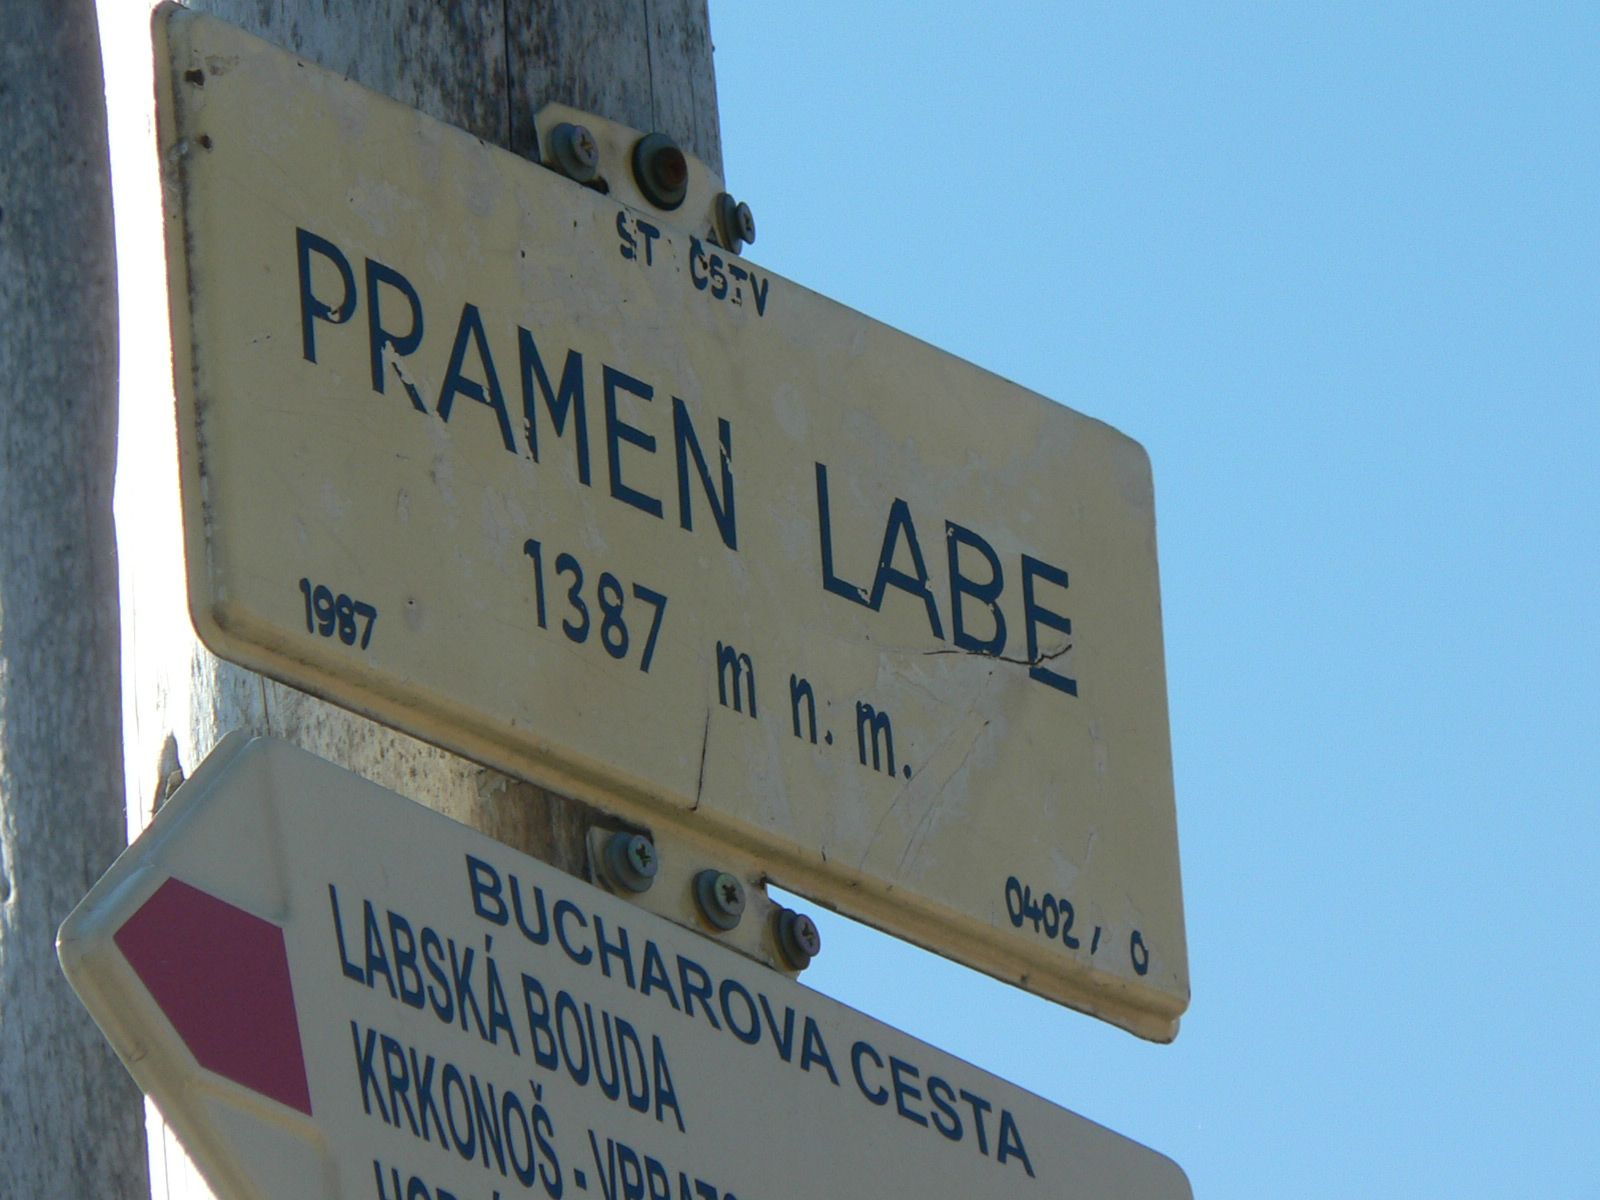 ST ČSTV
PRAMEN LABE
1387 m n. m.
1987
0402, 0
BUCHAROVA CESTA
LABSKÁ BOUDA
KRKONOŠ -